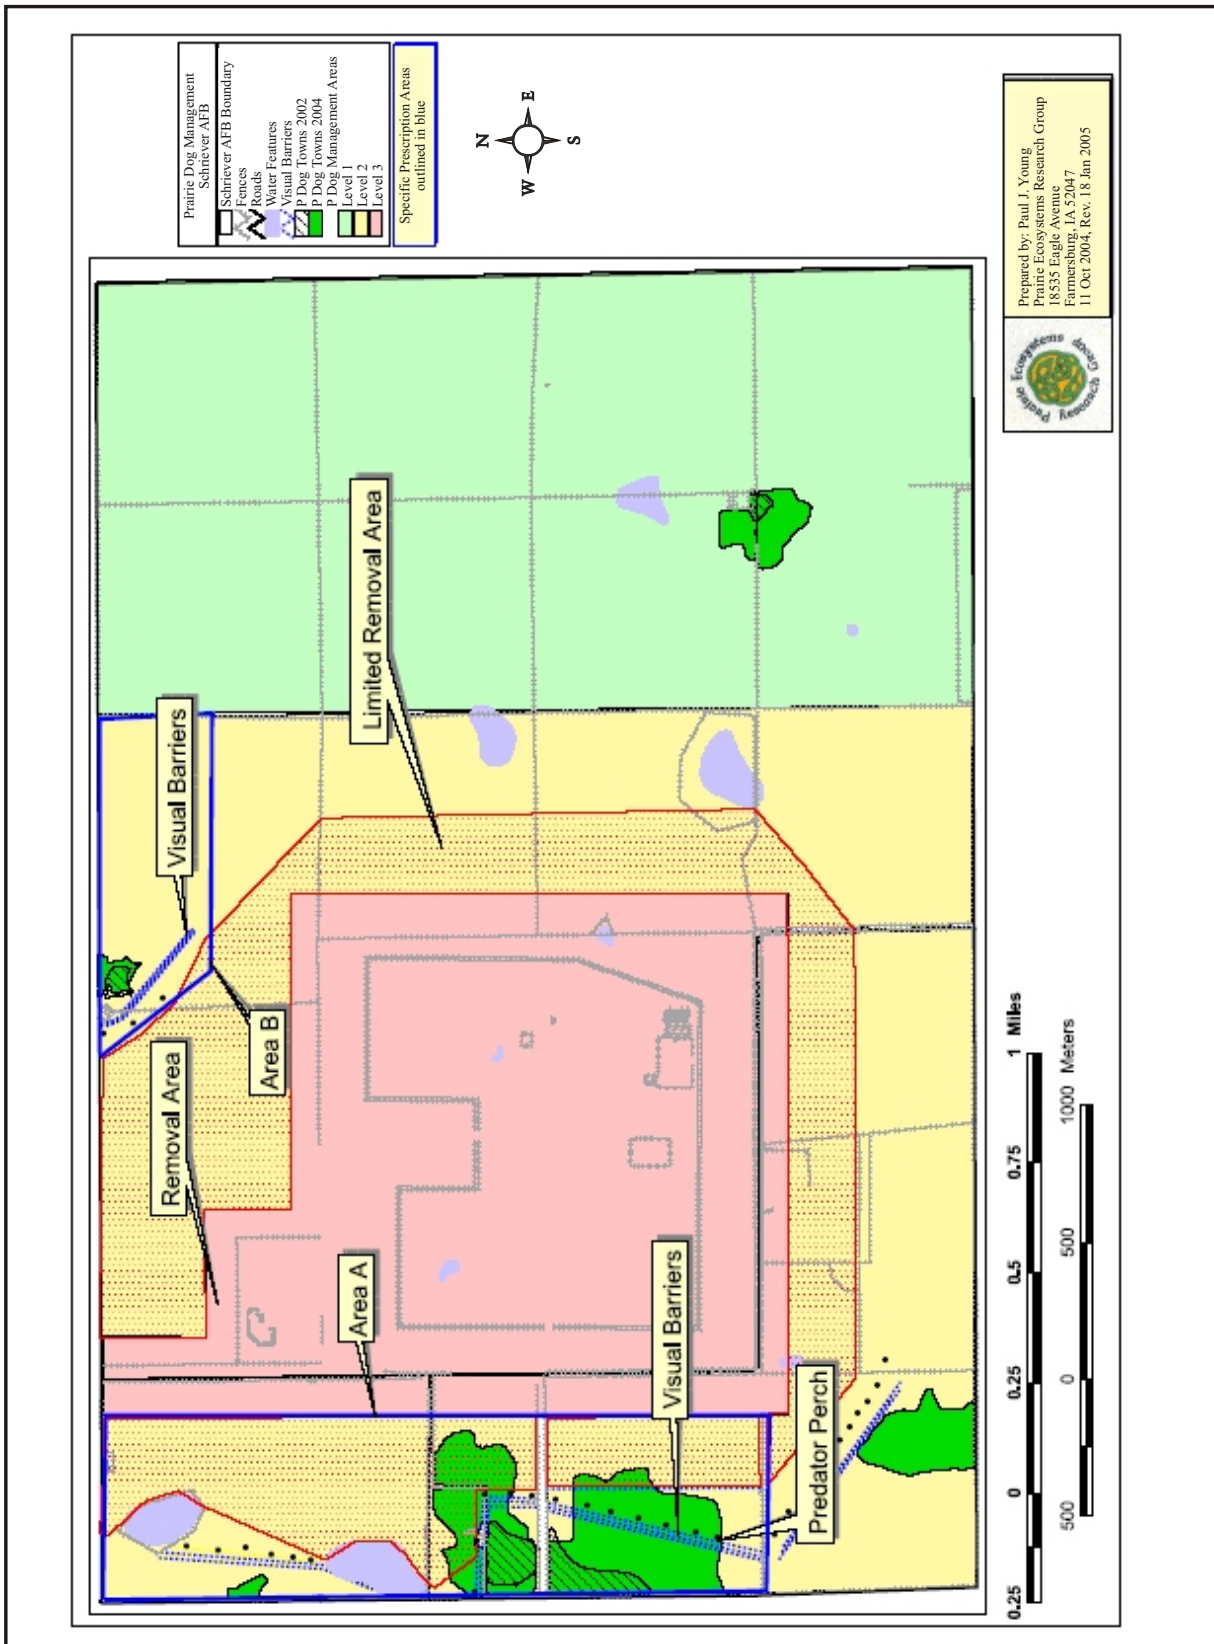 Prairie Dog Management
Schriever AFB
Schriever AFB Boundary
Fences
Roads
Water Features
Visual Barriers
P Dog Towns 2002
P Dog Towns 2004
P Dog Management Areas
Level 1
Level 2
Level 3
Specific Prescription Areas
outlined in blue
N
W
E
S
Visual Barriers
Limited Removal Area
Removal Area
Area B
Area A
Visual Barriers
Predator Perch
0.25
0
0.25
0.5
0.75
1
Miles
500
0
500
1000
Meters
Prairie Ecosystems
Research Group
Prepared by: Paul J. Young
Prairie Ecosystems Research Group
18535 Eagle Avenue
Farmersburg, IA 52047
11 Oct 2004, Rev. 18 Jan 2005